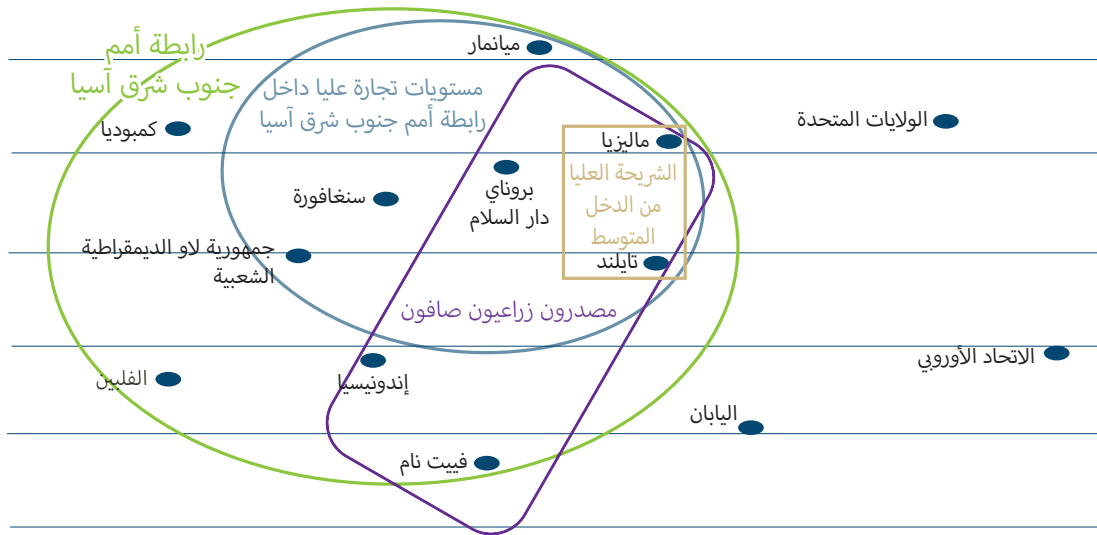 ميانمار
رابطة أمم
جنوب شرق آسيا
مستويات تجارة عليا داخل
رابطة أمم جنوب شرق آسيا
كمبوديا
الولايات المتحدة
ماليزيا
الشريحة العليا
من الدخل
المتوسط
تايلند
بروناي
دار السلام
سنغافورة
جمهورية لاو الديمقراطية
الشعبية
مصدرون زراعيون صافون
الاتحاد الأوروبي
إندونيسيا
الفلبين
اليابان
فييت نام